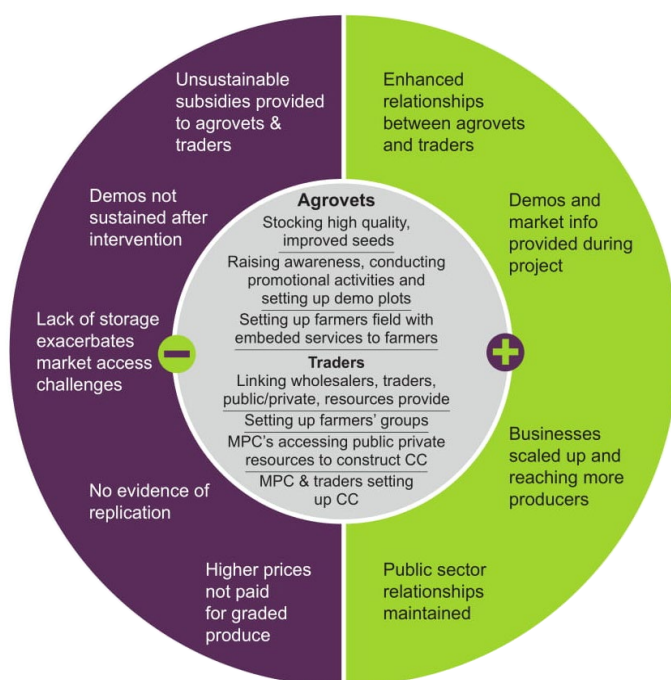 Unsustainable
subsidies provided
to agrovets &
traders
Demos not
sustained after
intervention
Lack of storage
exacerbates
market access
challenges
No evidence of
replication
Higher prices
not paid
for graded
produce
Agrovets
Stocking high quality,
improved seeds
Raising awareness, conducting
promotional activities and
setting up demo plots
Setting up farmers field with
embeded services to farmers
Traders
Linking wholesalers, traders,
public/private, resources provide
Setting up farmers' groups
MPC's accessing public private
resources to construct CC
MPC & traders setting
up CC
Enhanced
relationships
between agrovets
and traders
Demos and
market info
provided during
project
Businesses
scaled up and
reaching more
producers
Public sector
relationships
maintained